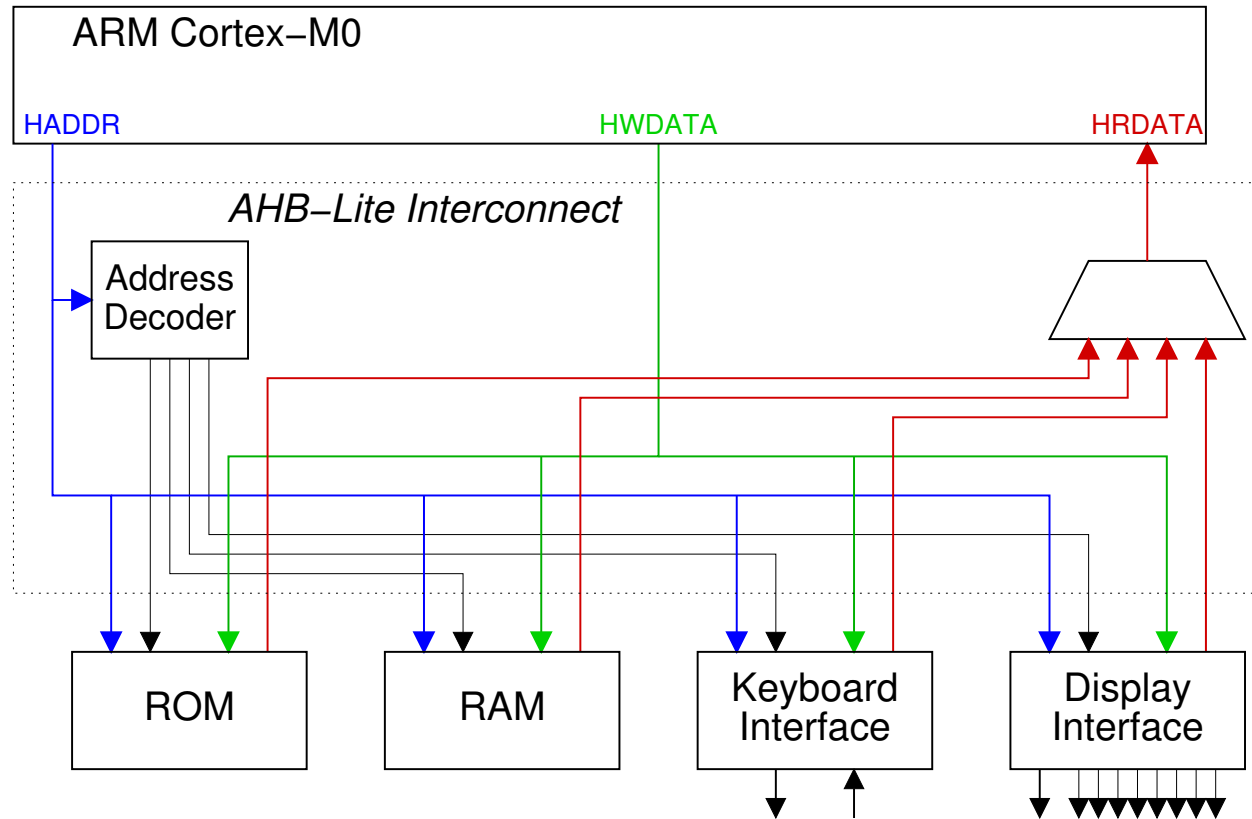 ARM Cortex−M0
HADDR
HWDATA
HRDATA
AHB−Lite Interconnect
Address
Decoder
ROM
RAM
Keyboard
Interface
Display
Interface